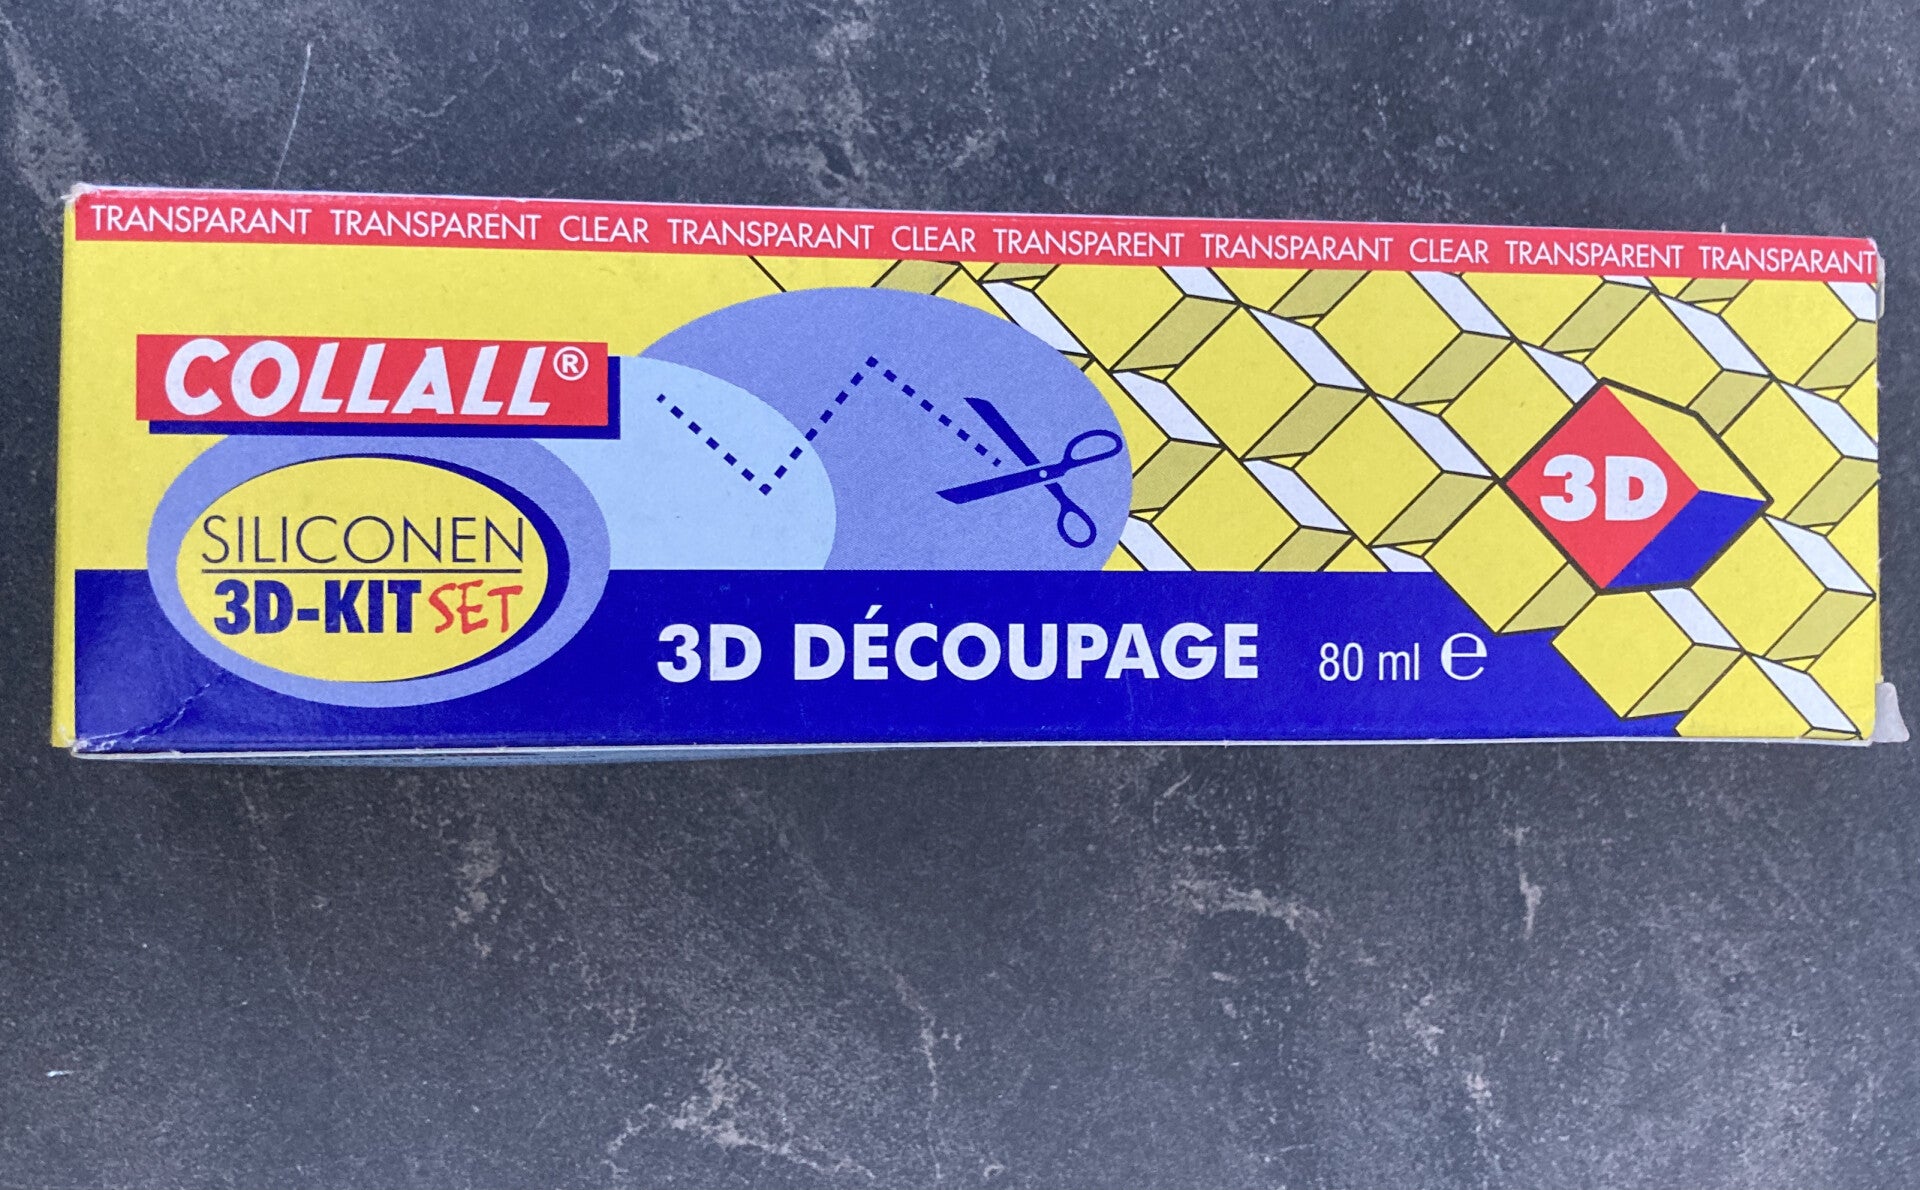 TRANSPARANT TRANSPARENT CLEAR TRANSPARANT CLEAR TRANSPARENT TRANSPARANT CLEAR TRANSPARENT TRANSPARANT
COLLALL®
SILICONEN
3D-KIT SET
3D
3D DÉCOUPAGE 80 ml ℮